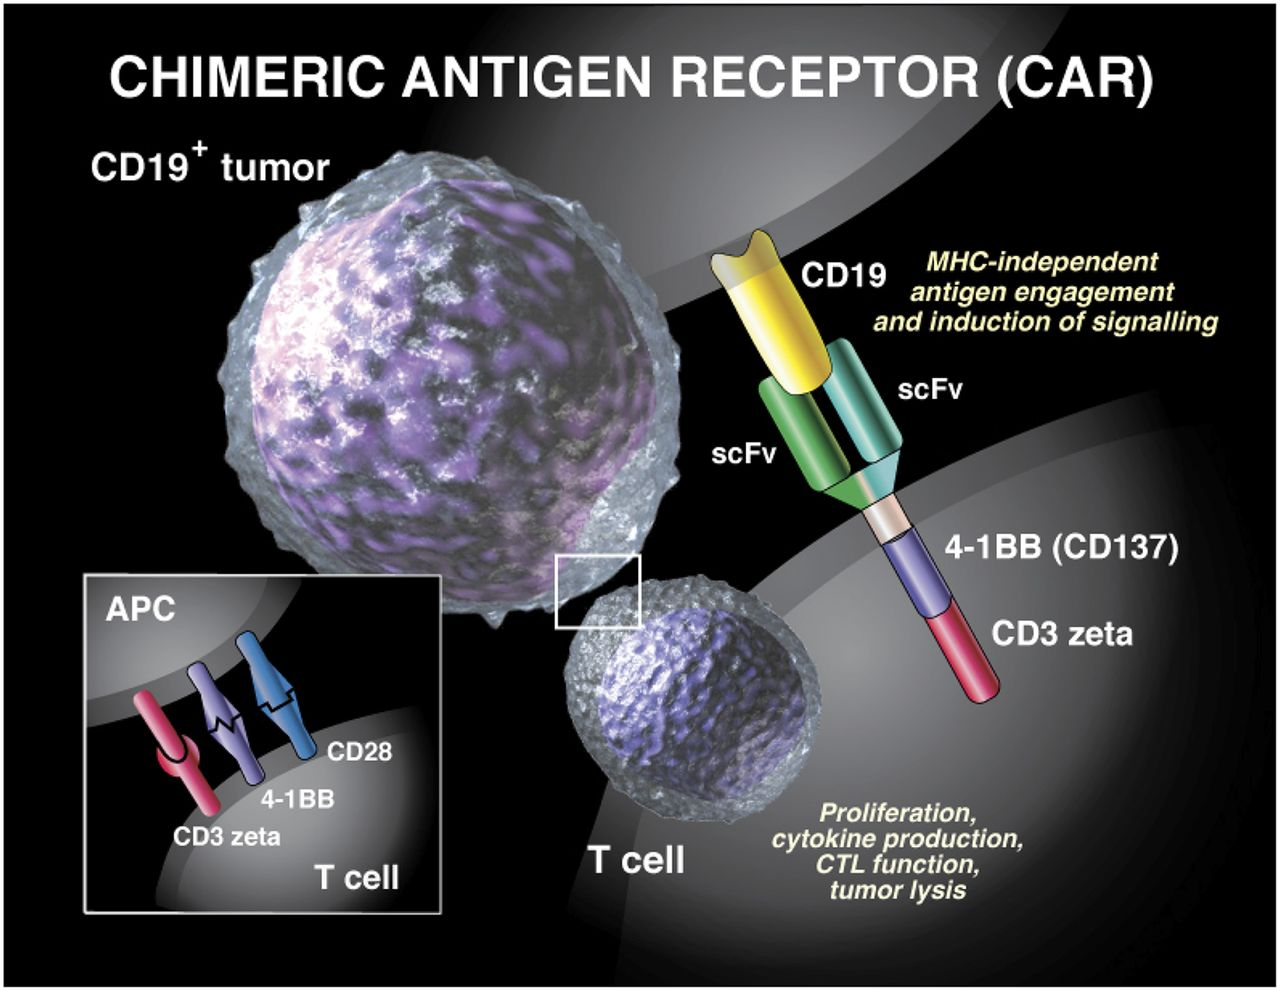 CHIMERIC ANTIGEN RECEPTOR (CAR)
CD19⁺ tumor
CD19
MHC-independent
antigen engagement
and induction of signalling
scFv
scFv
4-1BB (CD137)
CD3 zeta
APC
CD28
4-1BB
CD3 zeta
T cell
T cell
Proliferation,
cytokine production,
CTL function,
tumor lysis